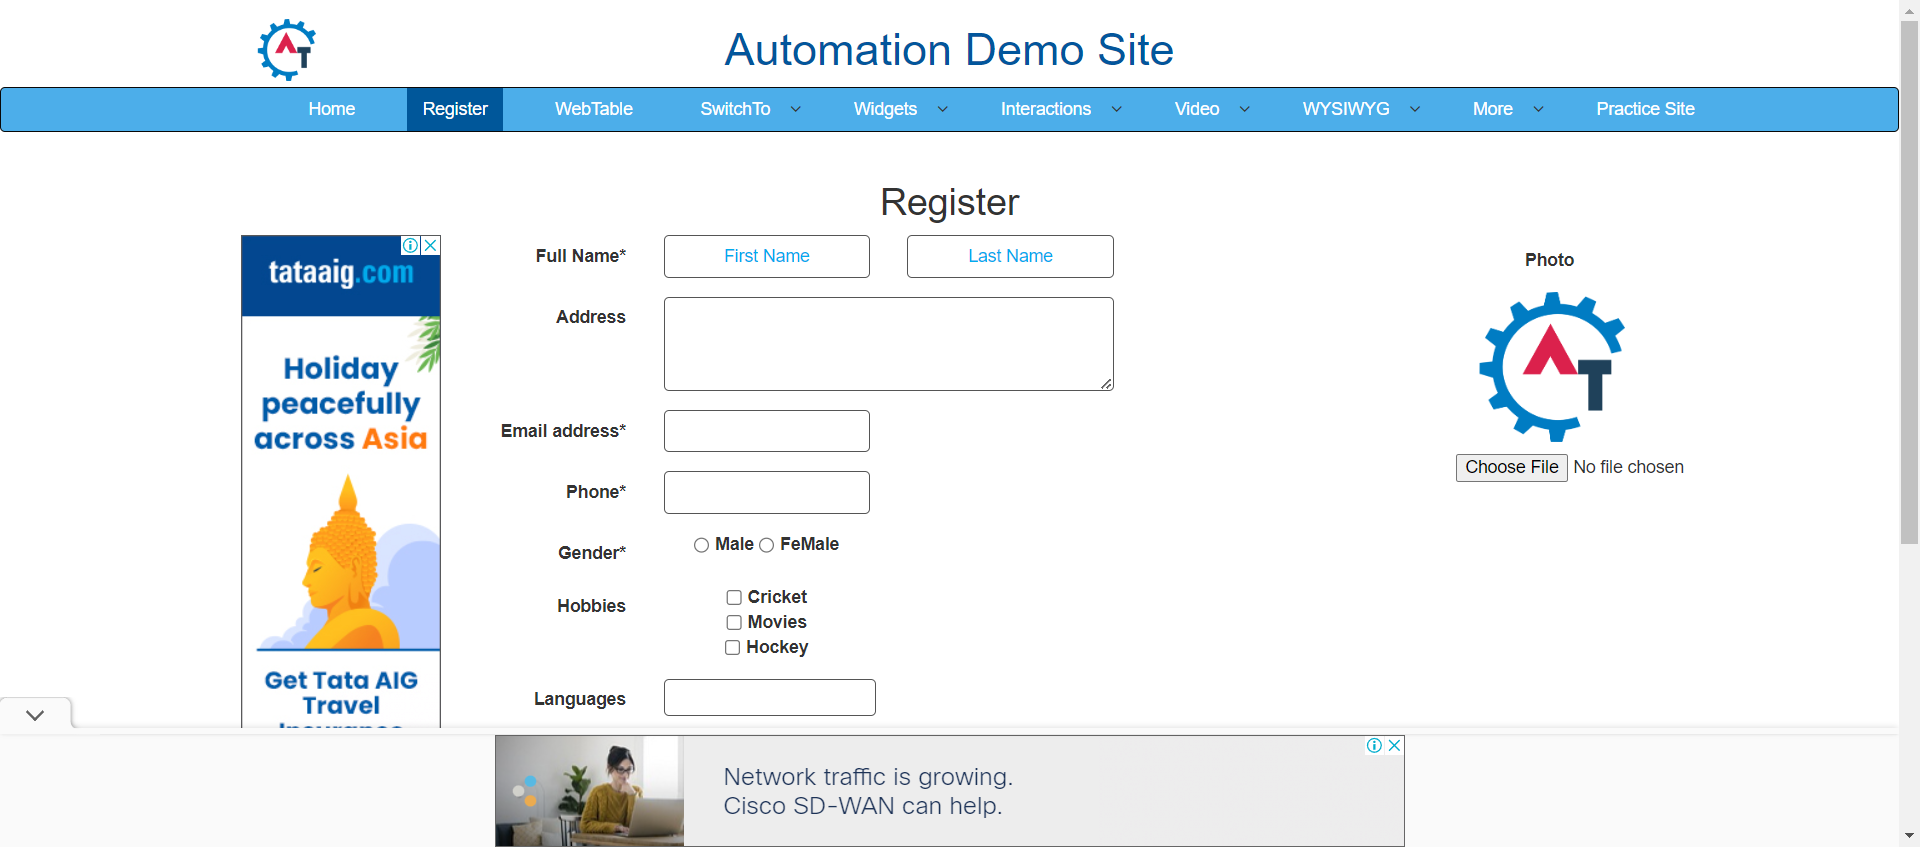 AT
Automation Demo Site
Home Register WebTable SwitchTo Widgets Interactions Video WYSIWYG More Practice Site
Register
tataaig.com
Holiday
peacefully
across Asia
Get Tata AIG
Travel
Full Name* First Name Last Name
Address
Email address*
Phone*
Gender* Male FeMale
Hobbies Cricket
Movies
Hockey
Languages
Photo
AT
Choose File No file chosen
Network traffic is growing.
Cisco SD-WAN can help.